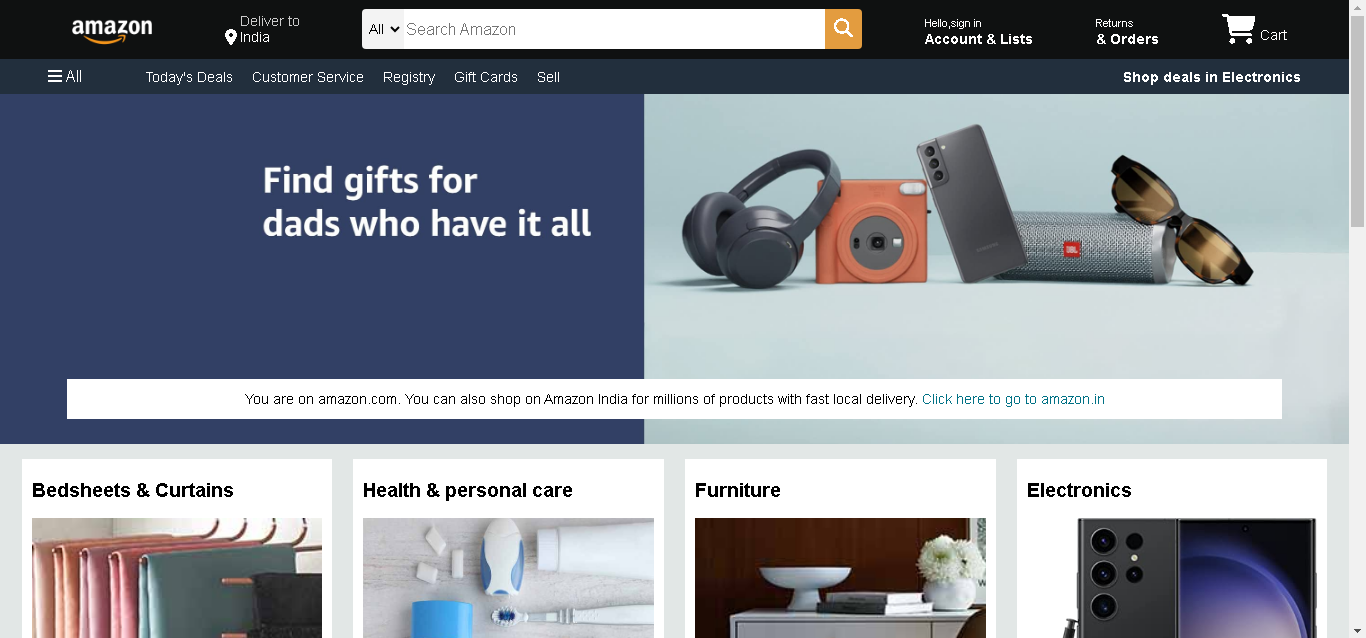 amazon
Deliver to
India
All
Search Amazon
Hello,sign in
Account & Lists
Returns
& Orders
Cart
All
Today's Deals
Customer Service
Registry
Gift Cards
Sell
Shop deals in Electronics
Find gifts for
dads who have it all
JBL
You are on amazon.com. You can also shop on Amazon India for millions of products with fast local delivery. Click here to go to amazon.in
Bedsheets & Curtains
Health & personal care
Furniture
Electronics